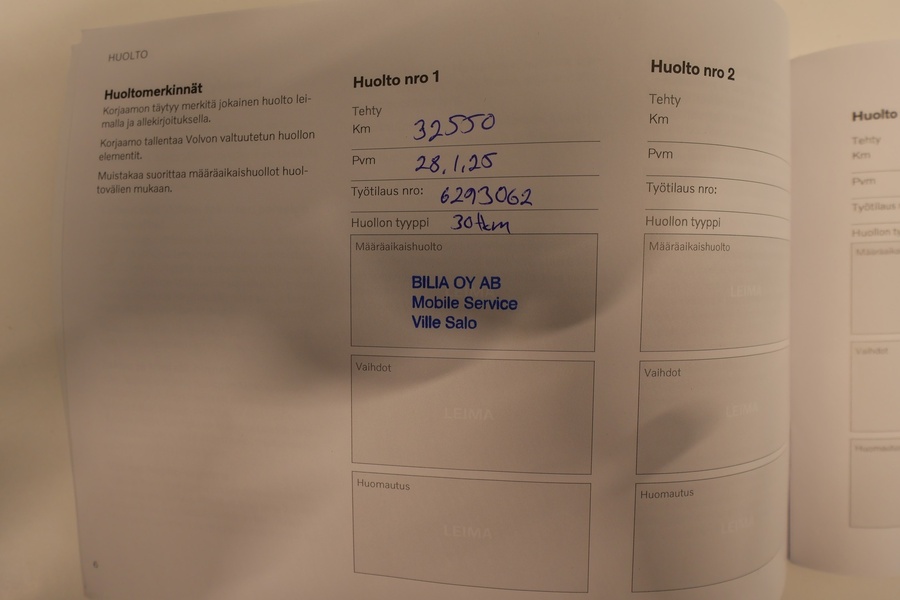 HUOLTO
Huoltomerkinnät
Korjaamon täytyy merkitä jokainen huolto lei-
malla ja allekirjoituksella.
Korjaamo tallentaa Volvon valtuutetun huollon
elementit.
Muistakaa suorittaa määräaikaishuollot huol-
tovälien mukaan.
Huolto nro 1
Tehty
Km 32550
Pvm 28.1.25
Työtilaus nro: 6293062
Huollon tyyppi 30tkm
Määräaikaishuolto
BILIA OY AB
Mobile Service
Ville Salo
Vaihdot
LEIMA
Huomautus
LEIMA
Huolto nro 2
Tehty
Km
Pvm
Työtilaus nro:
Huollon tyyppi
Määräaikaishuolto
LEIMA
Vaihdot
LEIMA
Huomautus
LEIMA
Huolto
Tehty
Km
Pvm
Työtilaus
Huollon ty
Vaihdot
6